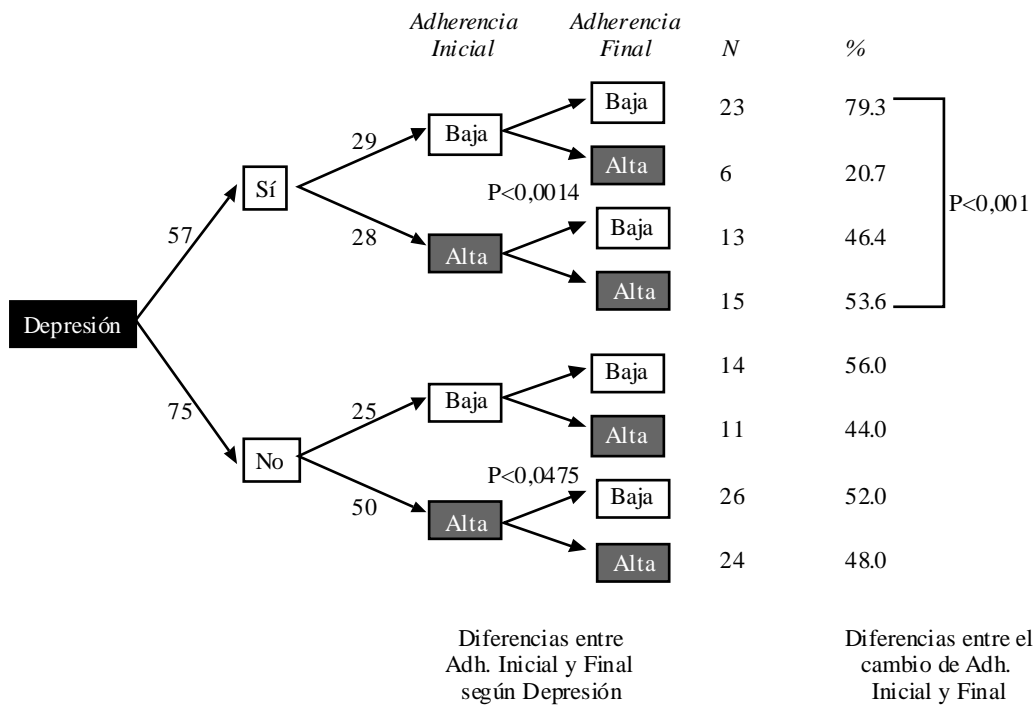 Adherencia Inicial
Adherencia Final
N
%
Baja
23
79.3
29
Baja
Alta
6
20.7
Sí
P<0,0014
P<0,001
57
28
Baja
13
46.4
Alta
Alta
15
53.6
Depresión
Baja
14
56.0
75
25
Baja
Alta
11
44.0
No
P<0,0475
50
Baja
26
52.0
Alta
Alta
24
48.0
Diferencias entre
Adh. Inicial y Final
según Depresión
Diferencias entre el
cambio de Adh.
Inicial y Final